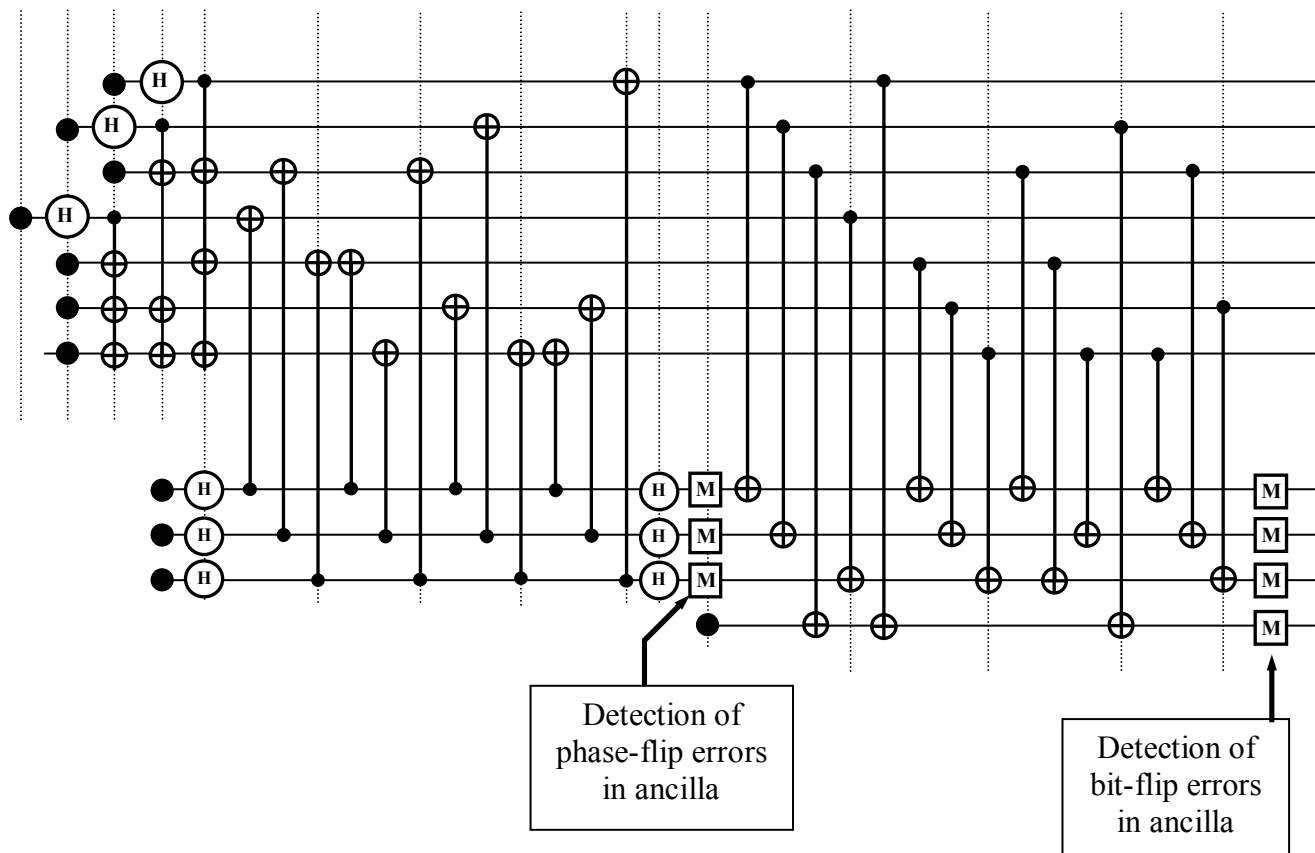 H
H
H
H
H
H
H M
H M
H M
M
M
M
M
Detection of
phase-flip errors
in ancilla
Detection of
bit-flip errors
in ancilla